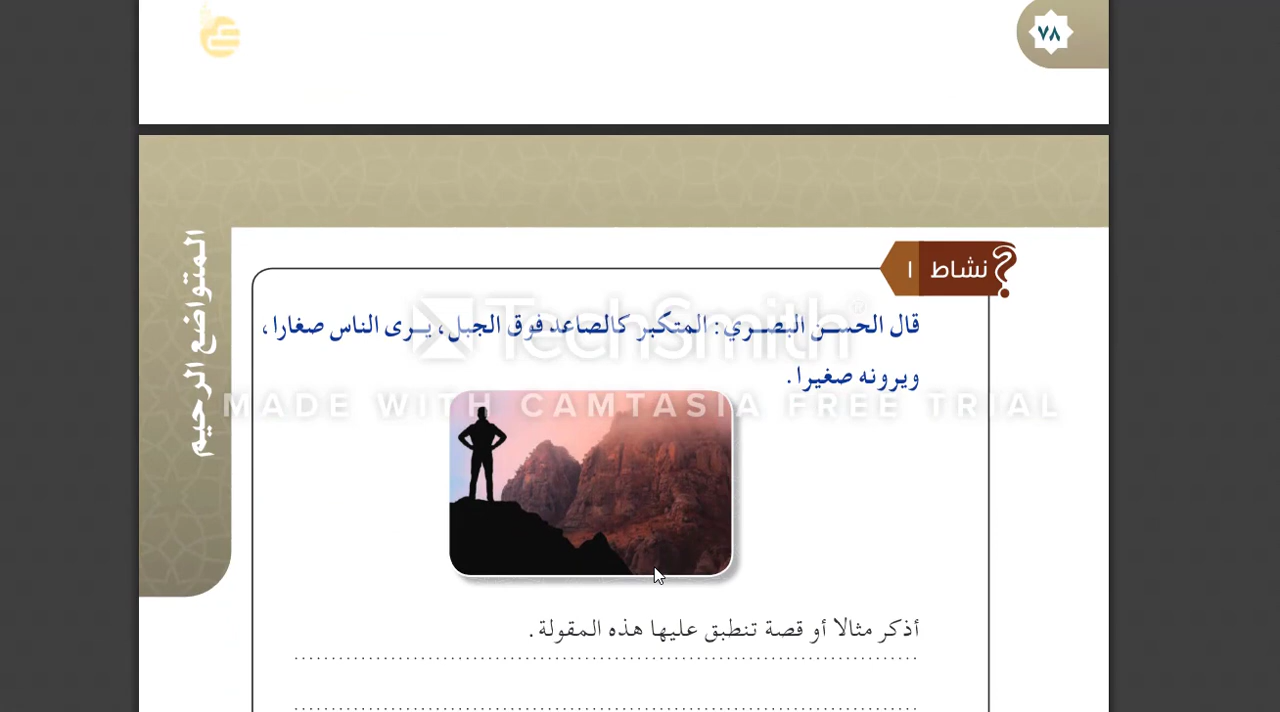 ٧٨
نشاط ١
قال الحسن البصري: المتكبر كالصاعد فوق الجبل، يرى الناس صغارا،
ويرونه صغيرا.
أذكر مثالا أو قصة تنطبق عليها هذه المقولة.
المتواضع الرحيم
TechSmith®
MADE WITH CAMTASIA FREE TRIAL